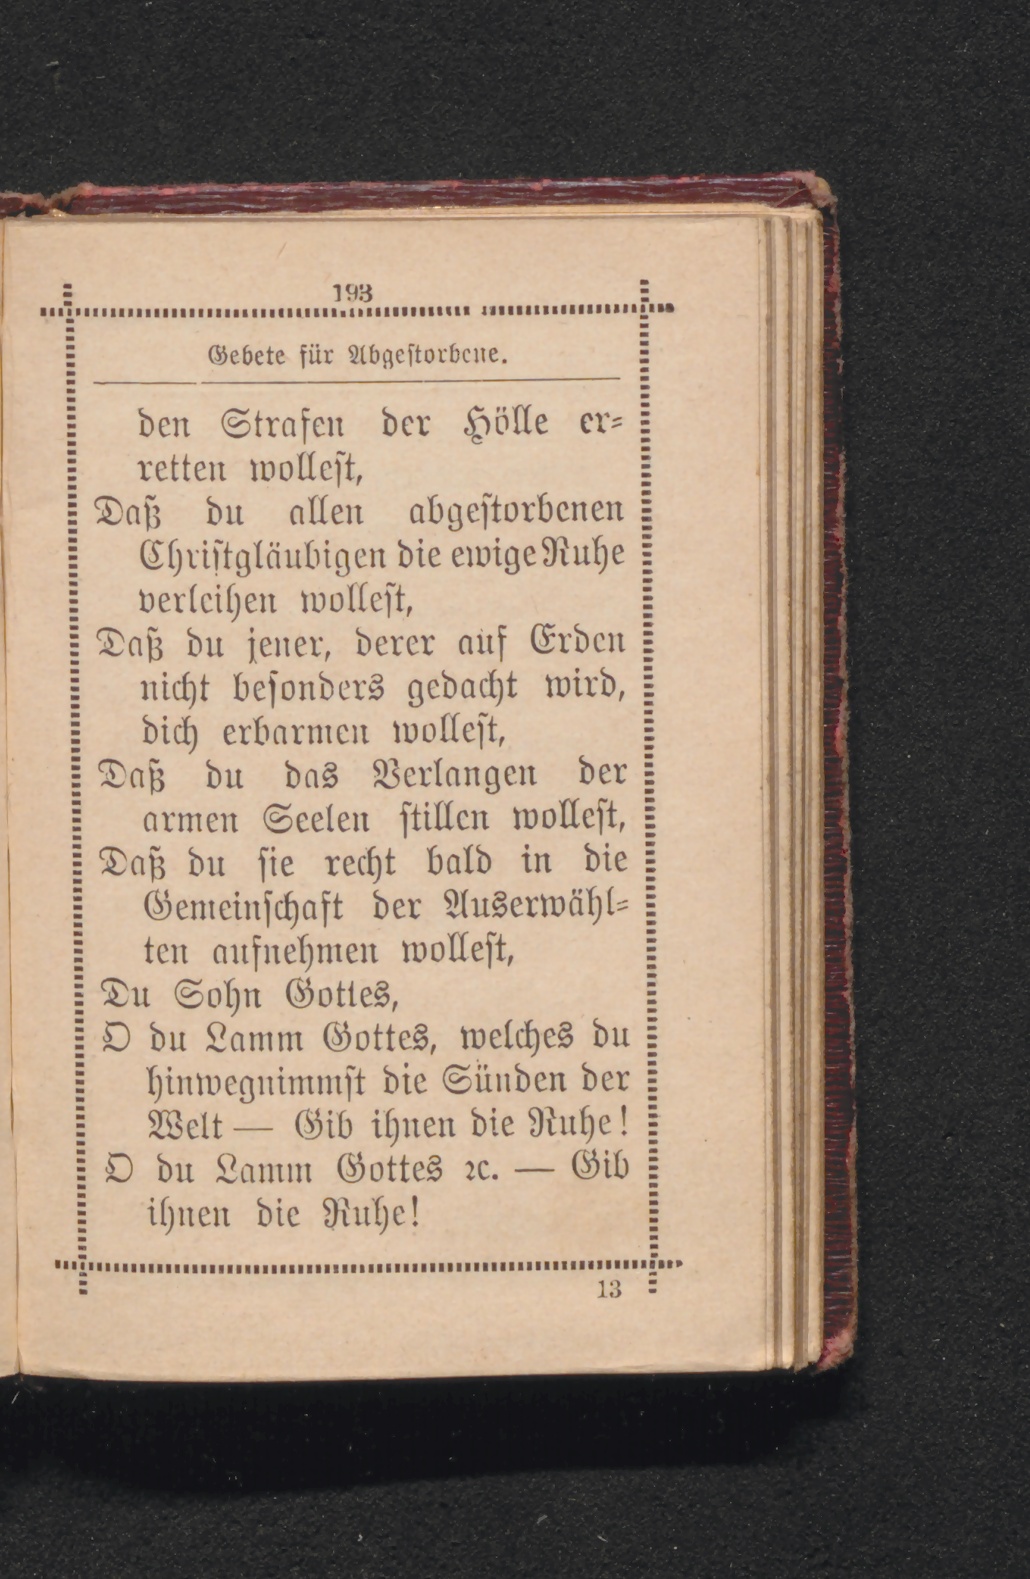 193
Gebete für Abgestorbene.
den Strafen der Hölle er-
retten wollest,
Daß du allen abgestorbenen
Christgläubigen die ewige Ruhe
verleihen wollest,
Daß du jener, derer auf Erden
nicht besonders gedacht wird,
dich erbarmen wollest,
Daß du das Verlangen der
armen Seelen stillen wollest,
Daß du sie recht bald in die
Gemeinschaft der Auserwähl-
ten aufnehmen wollest,
Du Sohn Gottes,
O du Lamm Gottes, welches du
hinwegnimmst die Sünden der
Welt — Gib ihnen die Ruhe!
O du Lamm Gottes ꝛc. — Gib
ihnen die Ruhe!
13